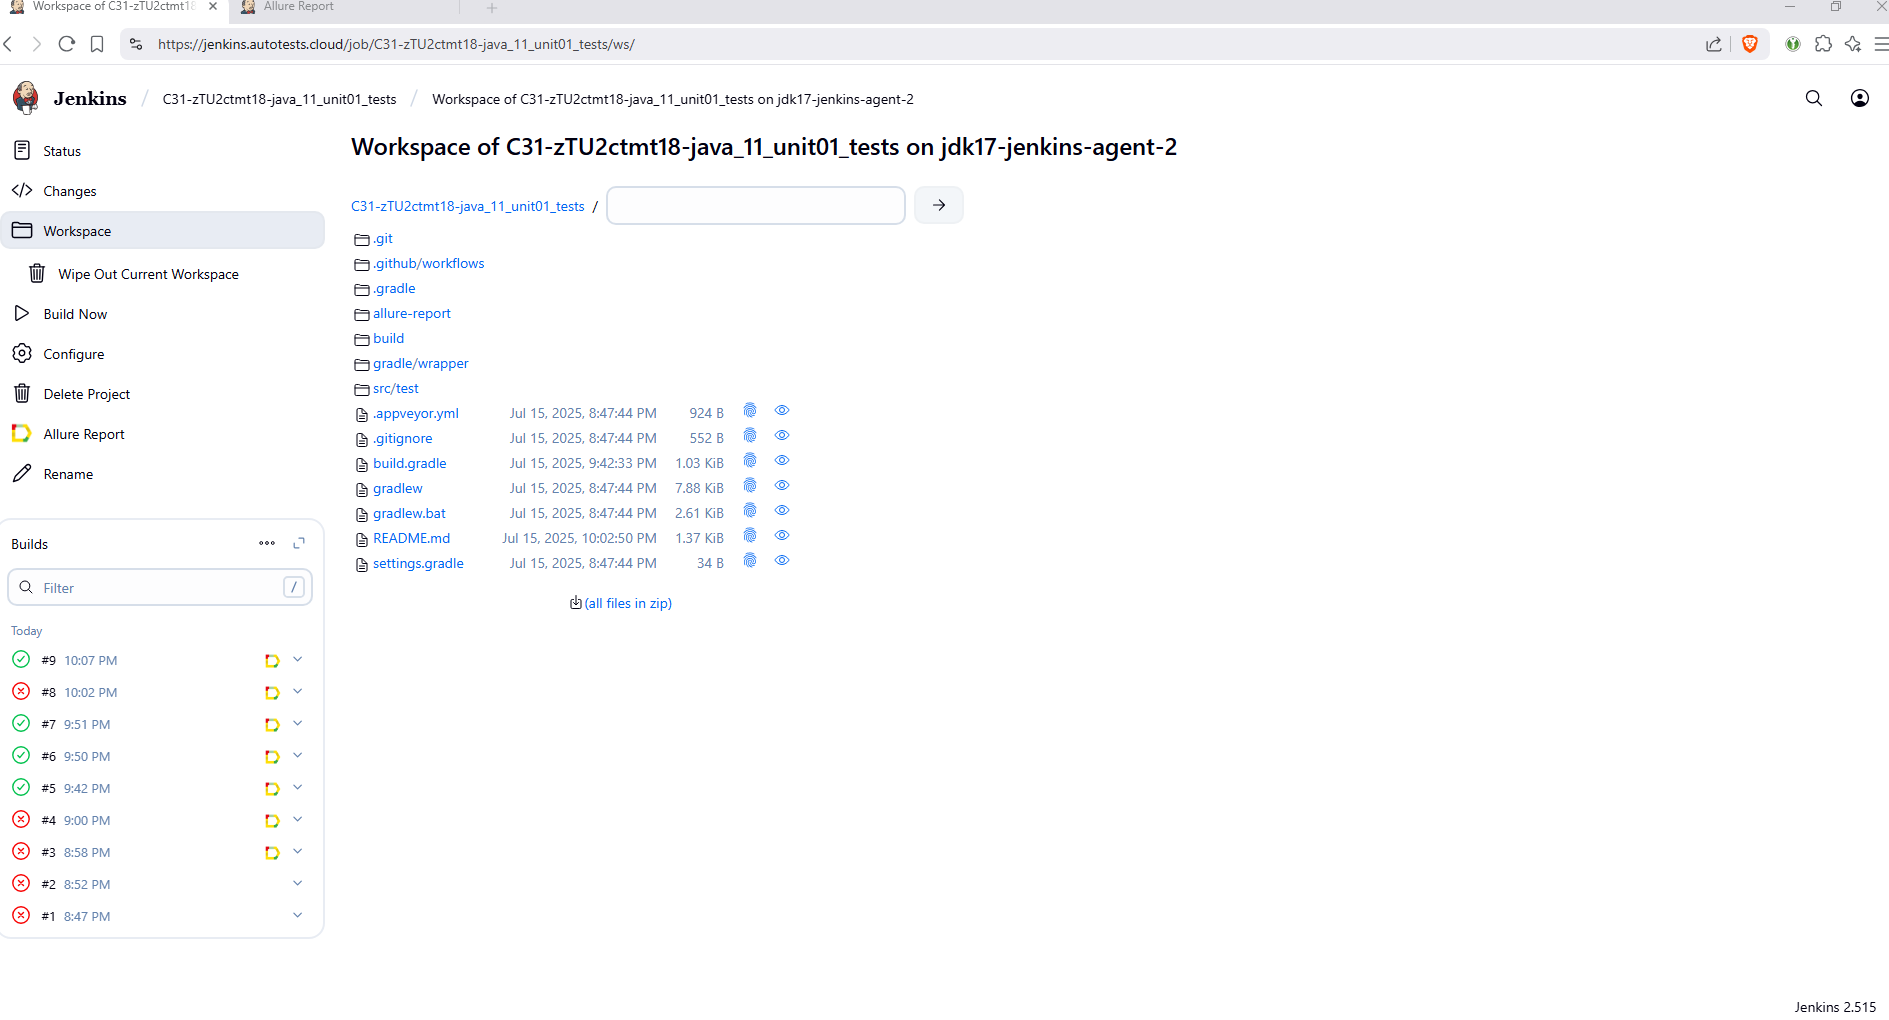 Workspace of C31-zTU2ctmt18
Allure Report
https://jenkins.autotests.cloud/job/C31-zTU2ctmt18-java_11_unit01_tests/ws/
Jenkins / C31-zTU2ctmt18-java_11_unit01_tests / Workspace of C31-zTU2ctmt18-java_11_unit01_tests on jdk17-jenkins-agent-2
Status
Changes
Workspace
Wipe Out Current Workspace
Build Now
Configure
Delete Project
Allure Report
Rename
Builds
Filter /
Today
#9 10:07 PM
#8 10:02 PM
#7 9:51 PM
#6 9:50 PM
#5 9:42 PM
#4 9:00 PM
#3 8:58 PM
#2 8:52 PM
#1 8:47 PM
Workspace of C31-zTU2ctmt18-java_11_unit01_tests on jdk17-jenkins-agent-2
C31-zTU2ctmt18-java_11_unit01_tests /
.git
.github/workflows
.gradle
allure-report
build
gradle/wrapper
src/test
.appveyor.yml Jul 15, 2025, 8:47:44 PM 924 B
.gitignore Jul 15, 2025, 8:47:44 PM 552 B
build.gradle Jul 15, 2025, 9:42:33 PM 1.03 KiB
gradlew Jul 15, 2025, 8:47:44 PM 7.88 KiB
gradlew.bat Jul 15, 2025, 8:47:44 PM 2.61 KiB
README.md Jul 15, 2025, 10:02:50 PM 1.37 KiB
settings.gradle Jul 15, 2025, 8:47:44 PM 34 B
(all files in zip)
Jenkins 2.515